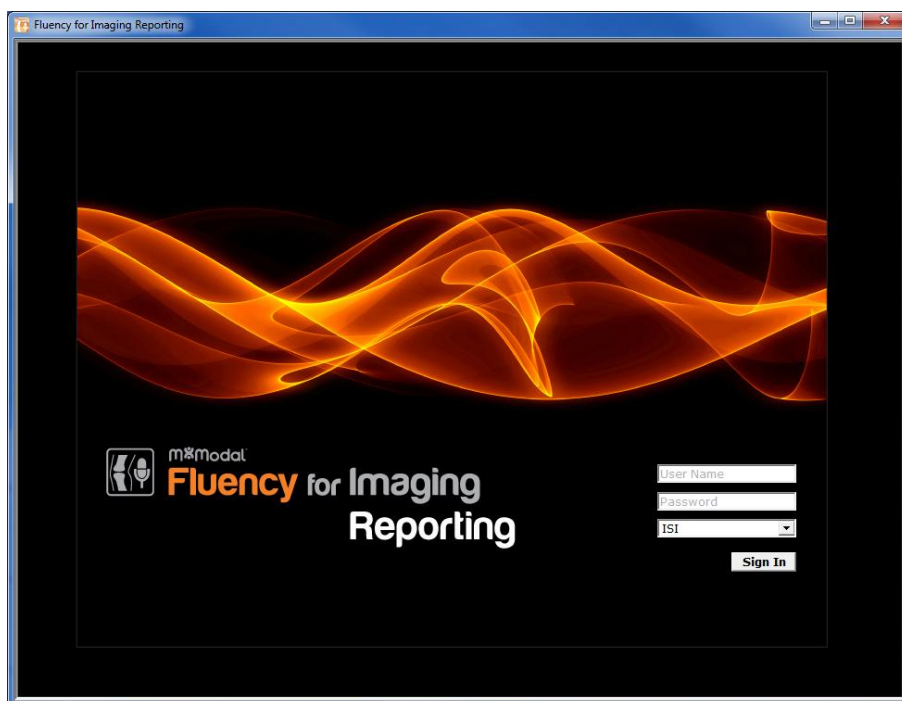 Fluency for Imaging Reporting
m*modal
Fluency for Imaging
Reporting
User Name
Password
ISI
Sign In